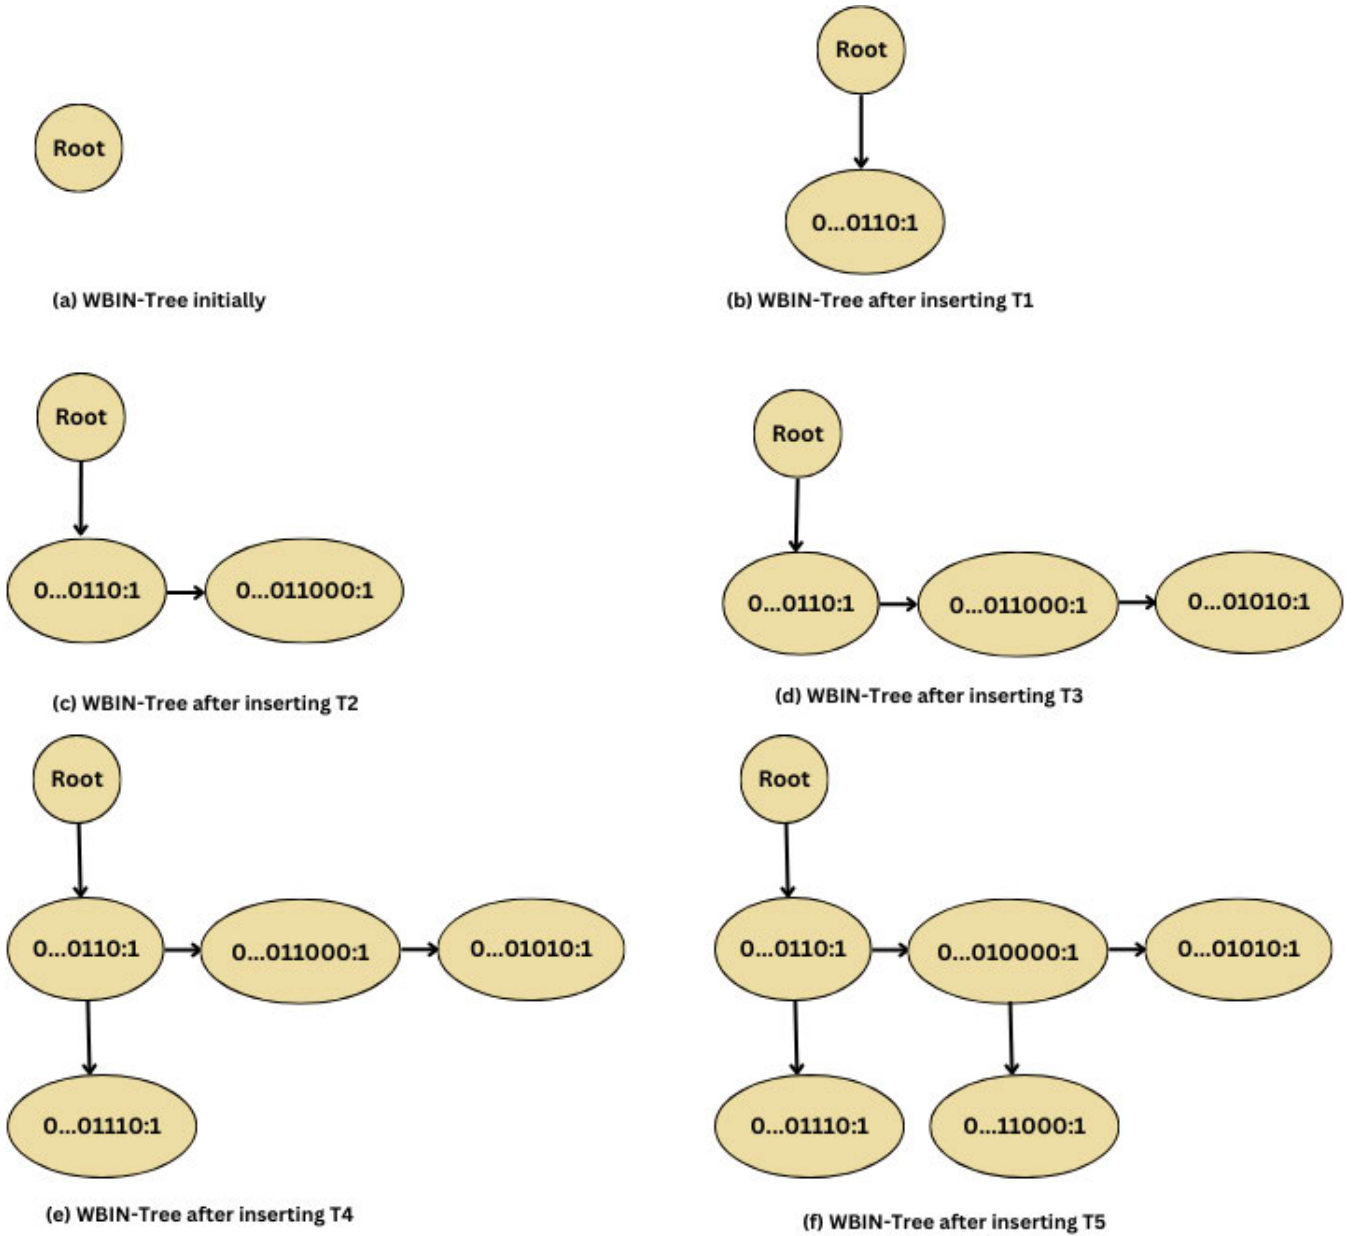 Root
0...0110:1
(a) WBIN-Tree initially
(b) WBIN-Tree after inserting T1
Root
Root
0...0110:1
0...011000:1
0...0110:1
0...011000:1
0...01010:1
(c) WBIN-Tree after inserting T2
(d) WBIN-Tree after inserting T3
Root
Root
0...0110:1
0...011000:1
0...01010:1
0...0110:1
0...010000:1
0...01010:1
0...01110:1
0...01110:1
0...11000:1
(e) WBIN-Tree after inserting T4
(f) WBIN-Tree after inserting T5
Root